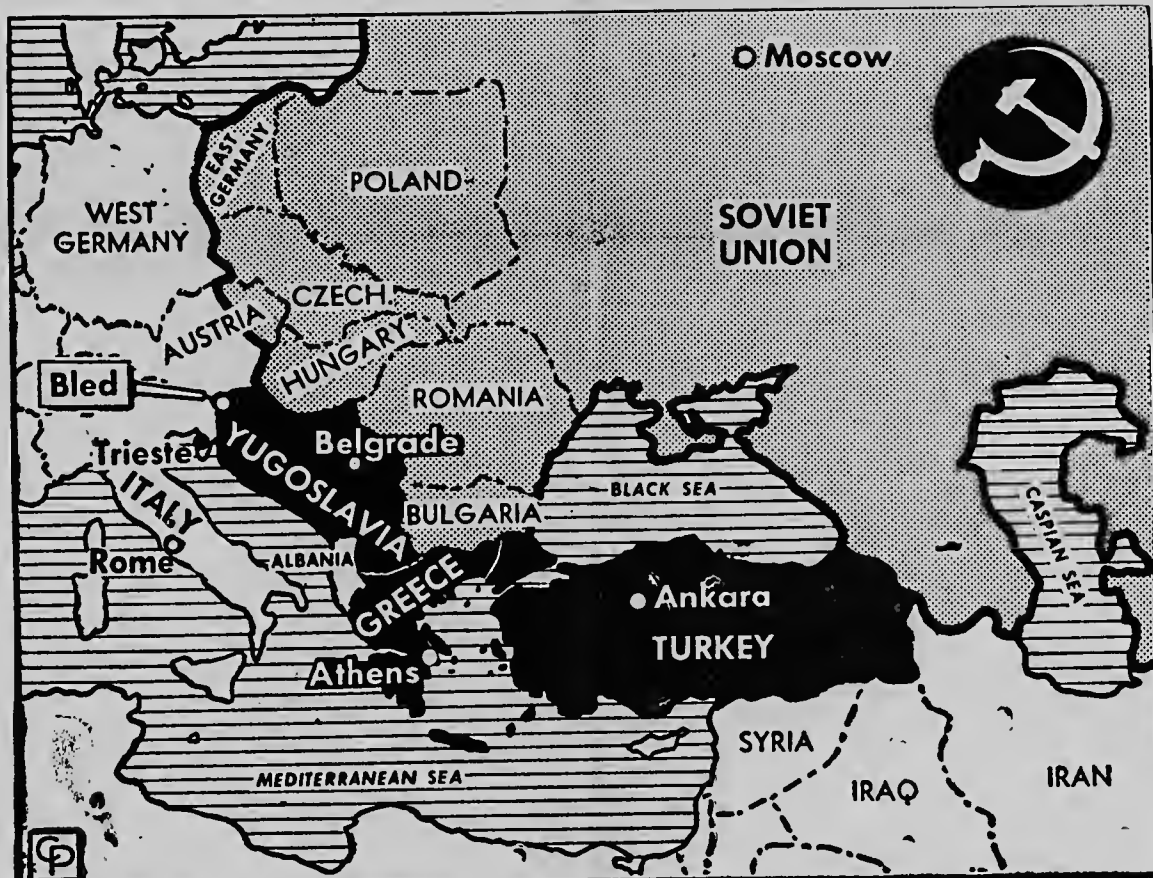 Moscow
EAST
GERMANY
POLAND
WEST
GERMANY
SOVIET
UNION
CZECH.
AUSTRIA
HUNGARY
Bled
ROMANIA
Belgrade
Trieste
YUGOSLAVIA
BLACK SEA
ITALY
BULGARIA
CASPIAN SEA
Rome
ALBANIA
GREECE
Ankara
TURKEY
Athens
SYRIA
MEDITERRANEAN SEA
IRAQ
IRAN
CP